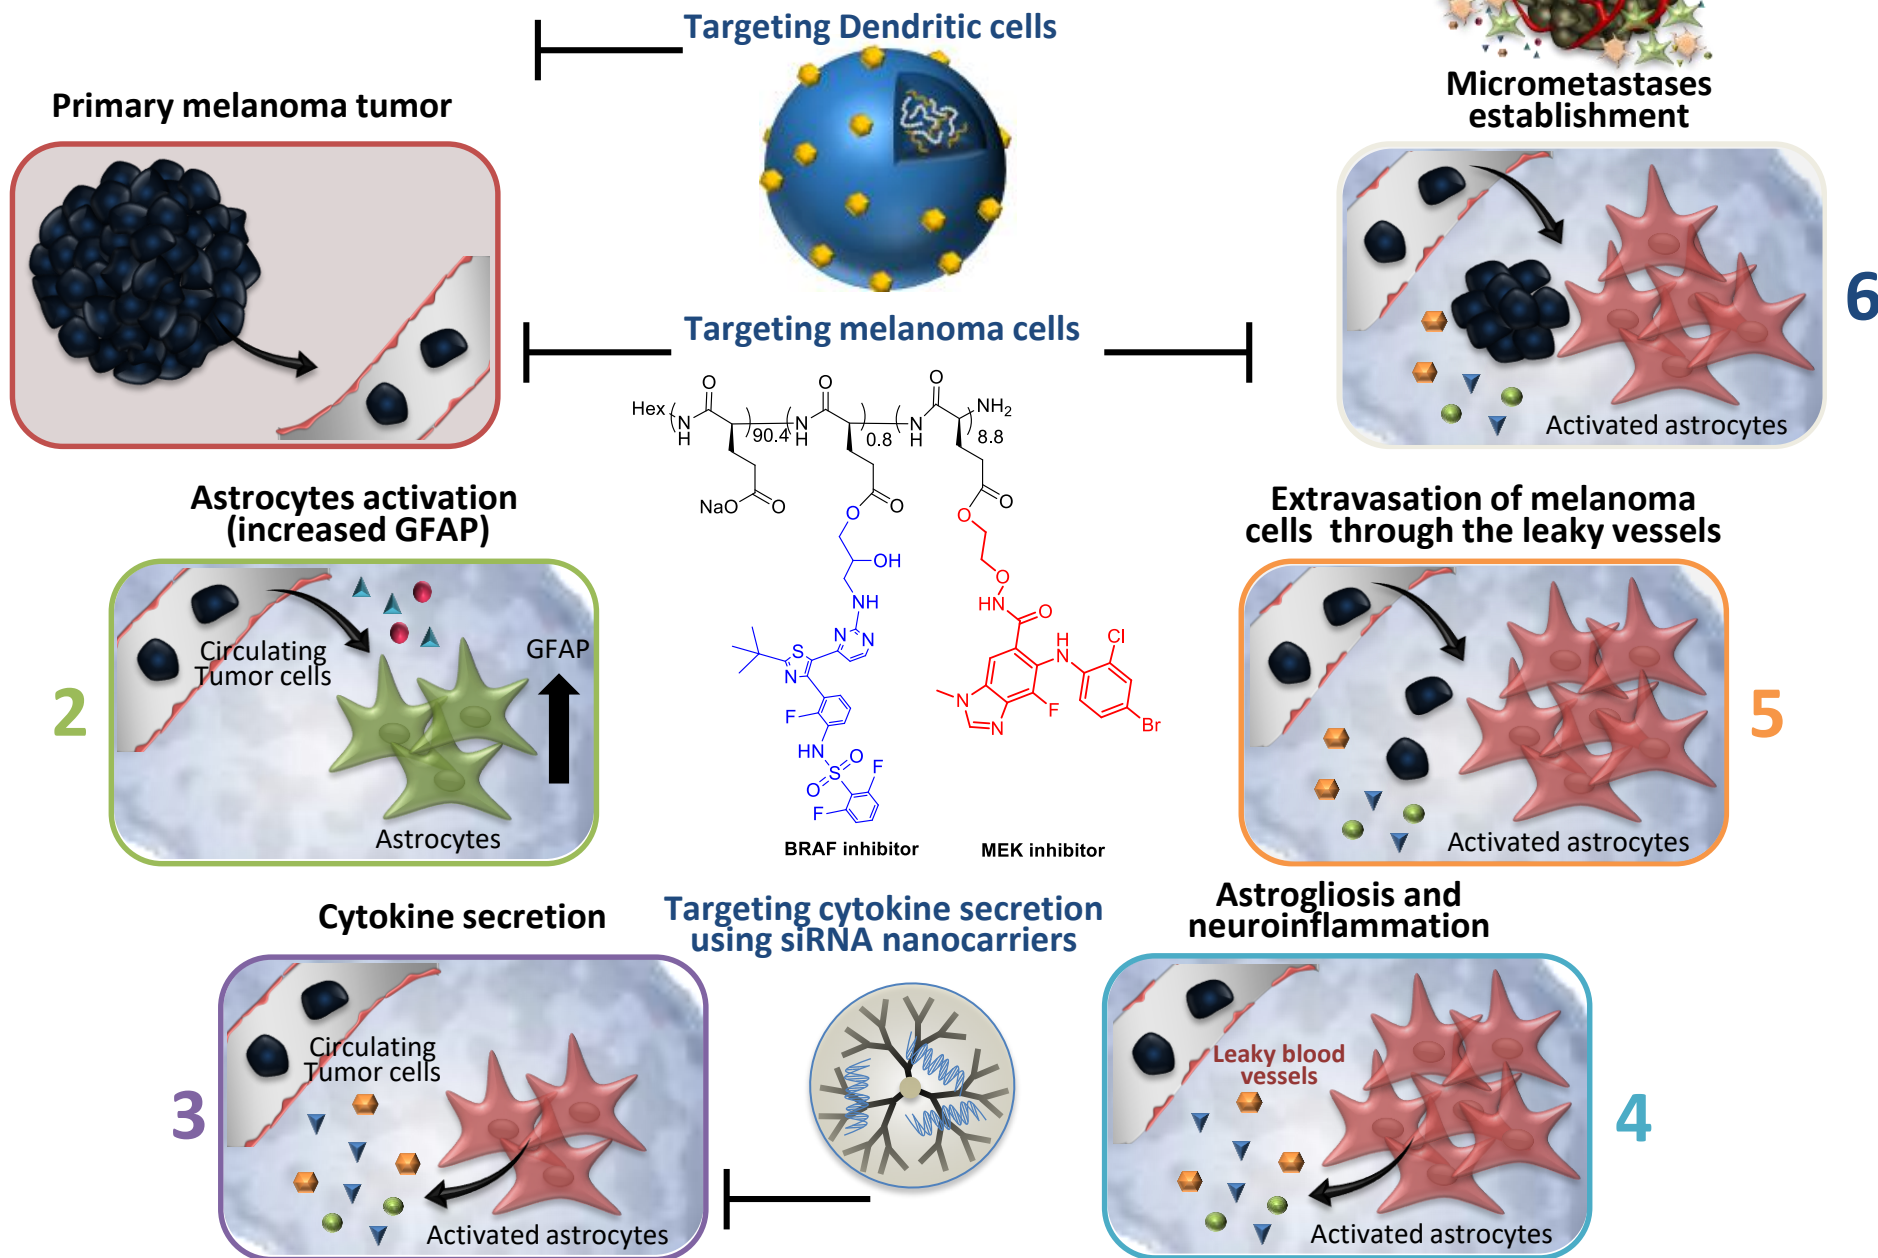 Targeting Dendritic cells
Primary melanoma tumor
Micrometastases
establishment
6
Activated astrocytes
Targeting melanoma cells
Hex
N
H
O
90.4
N
H
O
0.8
N
H
O
8.8
NH2
NaO
O
O
O
O
O
OH
NH
N
N
S
N
F
HN
O
S
O
F
F
BRAF inhibitor
O
HN
O
H
N
Cl
Br
F
N
N
MEK inhibitor
Astrocytes activation
(increased GFAP)
2
Circulating
Tumor cells
GFAP
Astrocytes
Extravasation of melanoma
cells through the leaky vessels
5
Activated astrocytes
Cytokine secretion
3
Circulating
Tumor cells
Activated astrocytes
Targeting cytokine secretion
using siRNA nanocarriers
Astrogliosis and
neuroinflammation
Leaky blood
vessels
4
Activated astrocytes